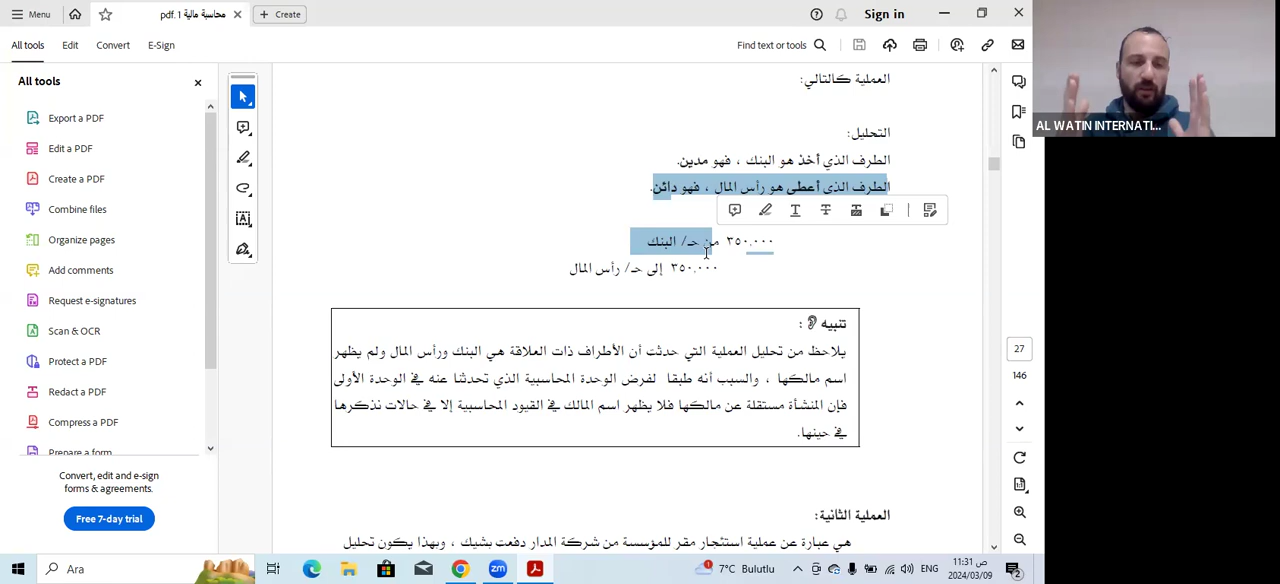 Menu
محاسبة مالية 1.pdf
Create
Sign in
All tools
Edit
Convert
E-Sign
Find text or tools
All tools
Export a PDF
Edit a PDF
Create a PDF
Combine files
Organize pages
Add comments
Request e-signatures
Scan & OCR
Protect a PDF
Redact a PDF
Compress a PDF
Prepare a form
Convert, edit and e-sign
forms & agreements.
Free 7-day trial
العملية كالتالي:
التحليل:
الطرف الذي أخذ هو البنك ، فهو مدين.
الطرف الذي أعطى هو رأس المال ، فهو دائن.
٣٥٠.٠٠٠ من حـ/ البنك
٣٥٠.٠٠٠ إلى حـ/ رأس المال
تنبيه :
يلاحظ من تحليل العملية التي حدثت أن الأطراف ذات العلاقة هي البنك ورأس المال ولم يظهر
اسم مالكها ، والسبب أنه طبقا لفرض الوحدة المحاسبية الذي تحدثنا عنه في الوحدة الأولى
فإن المنشأة مستقلة عن مالكها فلا يظهر اسم المالك في القيود المحاسبية إلا في حالات نذكرها
في حينها.
العملية الثانية:
هي عبارة عن عملية استئجار مقر للمؤسسة من شركة المدار دفعت بشيك ، وبهذا يكون تحليل
27
146
AL WATIN INTERNATI...
Ara
7°C Bulutlu
ENG
11:31 ص
2024/03/09
2